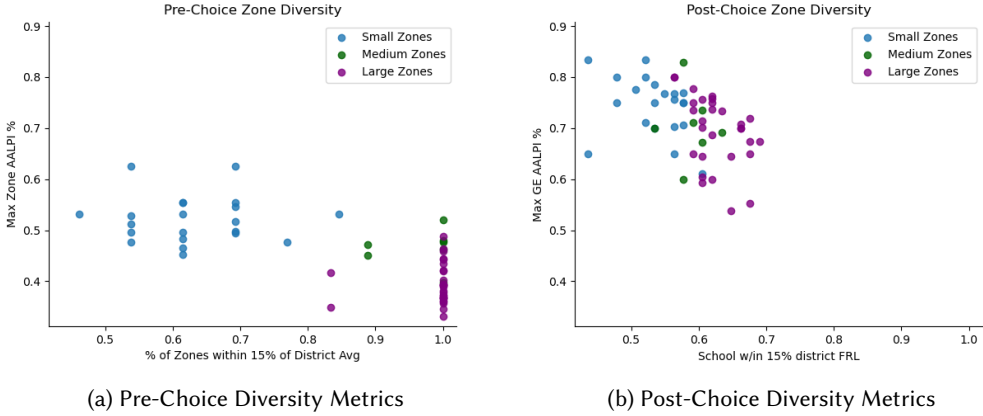 Pre-Choice Zone Diversity
Max Zone AALPI %
0.9
0.8
0.7
0.6
0.5
0.4
Small Zones
Medium Zones
Large Zones
0.5 0.6 0.7 0.8 0.9 1.0
% of Zones within 15% of District Avg
(a) Pre-Choice Diversity Metrics
Post-Choice Zone Diversity
Max GE AALPI %
0.9
0.8
0.7
0.6
0.5
0.4
Small Zones
Medium Zones
Large Zones
0.5 0.6 0.7 0.8 0.9 1.0
School w/in 15% district FRL
(b) Post-Choice Diversity Metrics